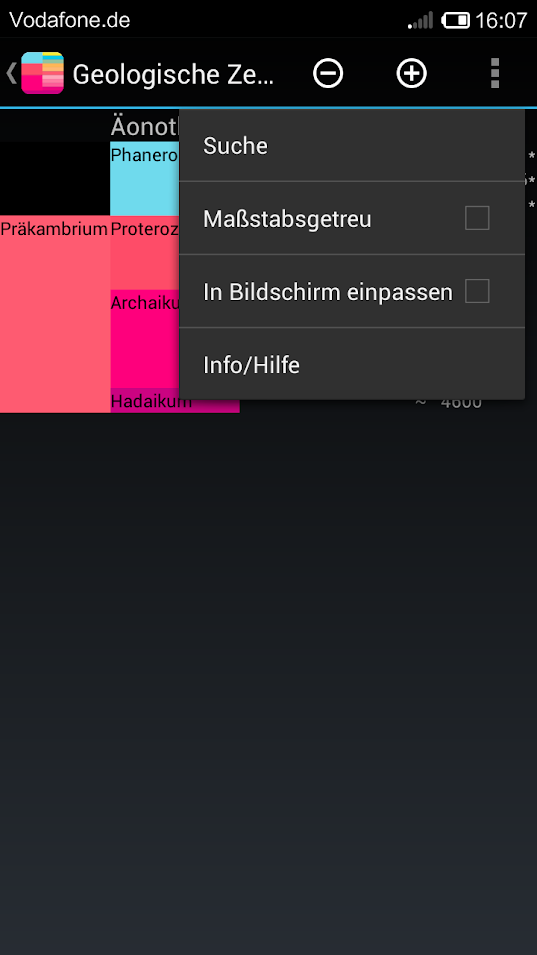 Vodafone.de 16:07
Geologische Ze...
Äonoth
Suche
Phanero
*
5*
*
Maßstabsgetreu
Präkambrium Proteroz
In Bildschirm einpassen
Archaiku
Info/Hilfe
Hadaikum ~ 4600